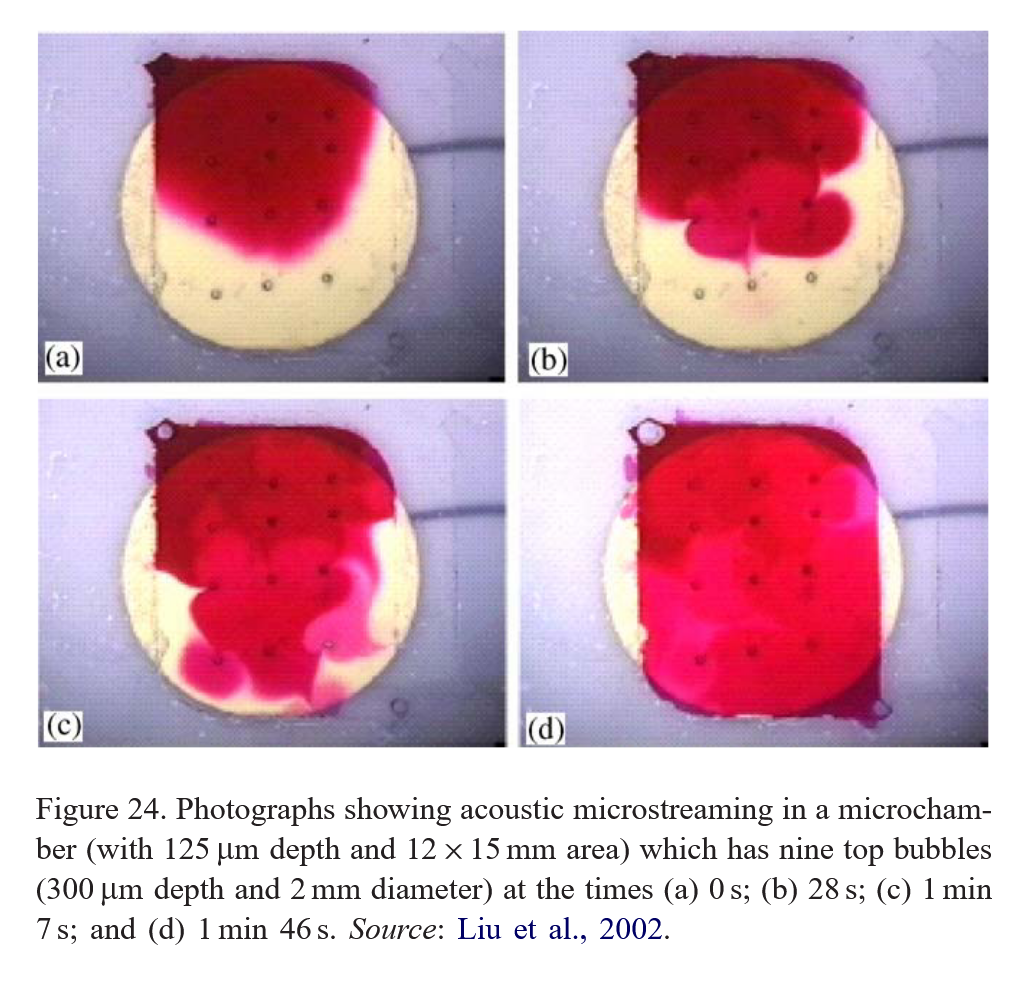 (a)
(b)
(c)
(d)
Figure 24. Photographs showing acoustic microstreaming in a microcham-
ber (with 125 μm depth and 12 × 15 mm area) which has nine top bubbles
(300 μm depth and 2 mm diameter) at the times (a) 0 s; (b) 28 s; (c) 1 min
7 s; and (d) 1 min 46 s. Source: Liu et al., 2002.